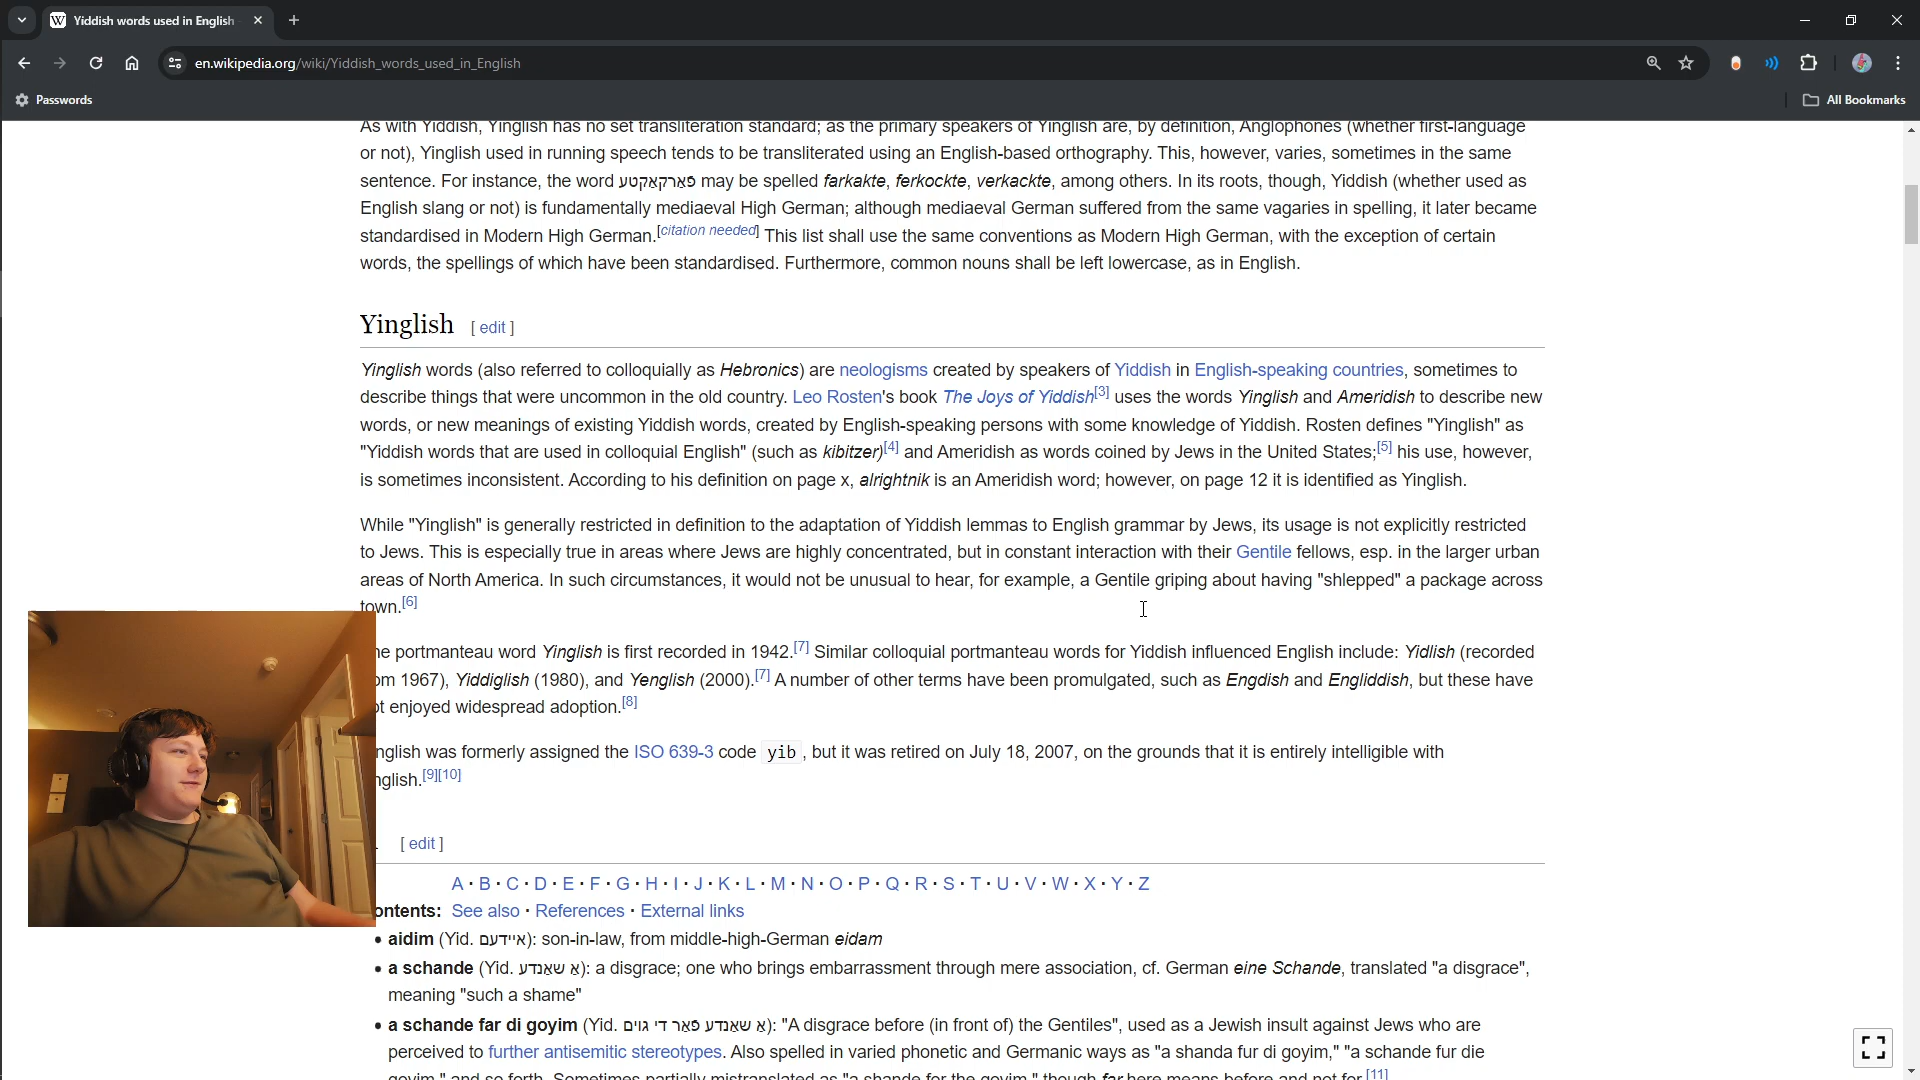 Yiddish words used in English
en.wikipedia.org/wiki/Yiddish_words_used_in_English
Passwords
All Bookmarks
As with Yiddish, Yinglish has no set transliteration standard; as the primary speakers of Yinglish are, by definition, Anglophones (whether first-language
or not), Yinglish used in running speech tends to be transliterated using an English-based orthography. This, however, varies, sometimes in the same
sentence. For instance, the word פֿאַרקאַקטע may be spelled farkakte, ferkockte, verkackte, among others. In its roots, though, Yiddish (whether used as
English slang or not) is fundamentally mediaeval High German; although mediaeval German suffered from the same vagaries in spelling, it later became
standardised in Modern High German.[citation needed] This list shall use the same conventions as Modern High German, with the exception of certain
words, the spellings of which have been standardised. Furthermore, common nouns shall be left lowercase, as in English.
Yinglish [ edit ]
Yinglish words (also referred to colloquially as Hebronics) are neologisms created by speakers of Yiddish in English-speaking countries, sometimes to
describe things that were uncommon in the old country. Leo Rosten's book The Joys of Yiddish[3] uses the words Yinglish and Ameridish to describe new
words, or new meanings of existing Yiddish words, created by English-speaking persons with some knowledge of Yiddish. Rosten defines "Yinglish" as
"Yiddish words that are used in colloquial English" (such as kibitzer)[4] and Ameridish as words coined by Jews in the United States;[5] his use, however,
is sometimes inconsistent. According to his definition on page x, alrightnik is an Ameridish word; however, on page 12 it is identified as Yinglish.
While "Yinglish" is generally restricted in definition to the adaptation of Yiddish lemmas to English grammar by Jews, its usage is not explicitly restricted
to Jews. This is especially true in areas where Jews are highly concentrated, but in constant interaction with their Gentile fellows, esp. in the larger urban
areas of North America. In such circumstances, it would not be unusual to hear, for example, a Gentile griping about having "shlepped" a package across
town.[6]
e portmanteau word Yinglish is first recorded in 1942.[7] Similar colloquial portmanteau words for Yiddish influenced English include: Yidlish (recorded
om 1967), Yiddiglish (1980), and Yenglish (2000).[7] A number of other terms have been promulgated, such as Engdish and Engliddish, but these have
ot enjoyed widespread adoption.[8]
nglish was formerly assigned the ISO 639-3 code yib, but it was retired on July 18, 2007, on the grounds that it is entirely intelligible with
nglish.[9][10]
[ edit ]
A · B · C · D · E · F · G · H · I · J · K · L · M · N · O · P · Q · R · S · T · U · V · W · X · Y · Z
ontents: See also · References · External links
• aidim (Yid. איידעם): son-in-law, from middle-high-German eidam
• a schande (Yid. אַ שאַנדע): a disgrace; one who brings embarrassment through mere association, cf. German eine Schande, translated "a disgrace",
meaning "such a shame"
• a schande far di goyim (Yid. אַ שאַנדע פֿאַר די גוים): "A disgrace before (in front of) the Gentiles", used as a Jewish insult against Jews who are
perceived to further antisemitic stereotypes. Also spelled in varied phonetic and Germanic ways as "a shanda fur di goyim," "a schande fur die
goyim," and so forth. Sometimes partially mistranslated as "a shande for the goyim," though far here means before and not for.[11]